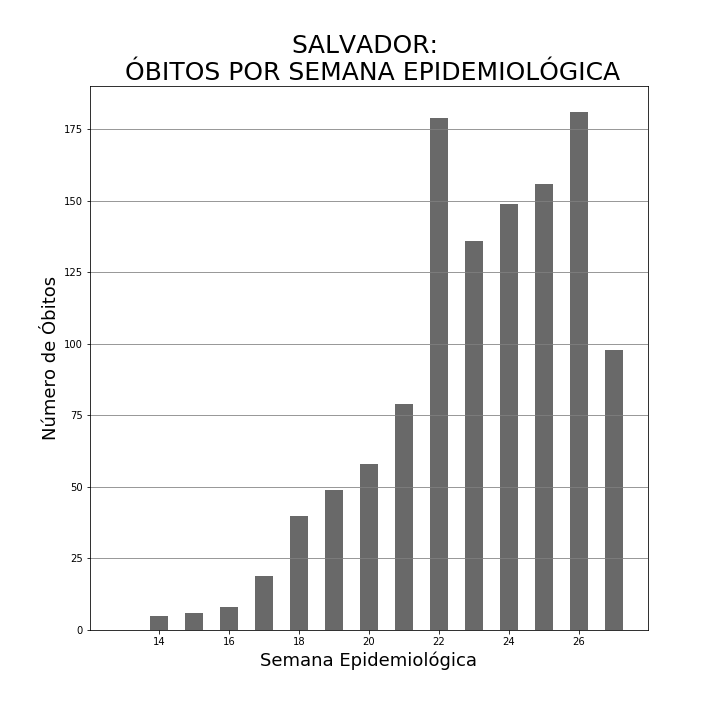 SALVADOR:
ÓBITOS POR SEMANA EPIDEMIOLÓGICA
Número de Óbitos
175
150
125
100
75
50
25
0
14 16 18 20 22 24 26
Semana Epidemiológica